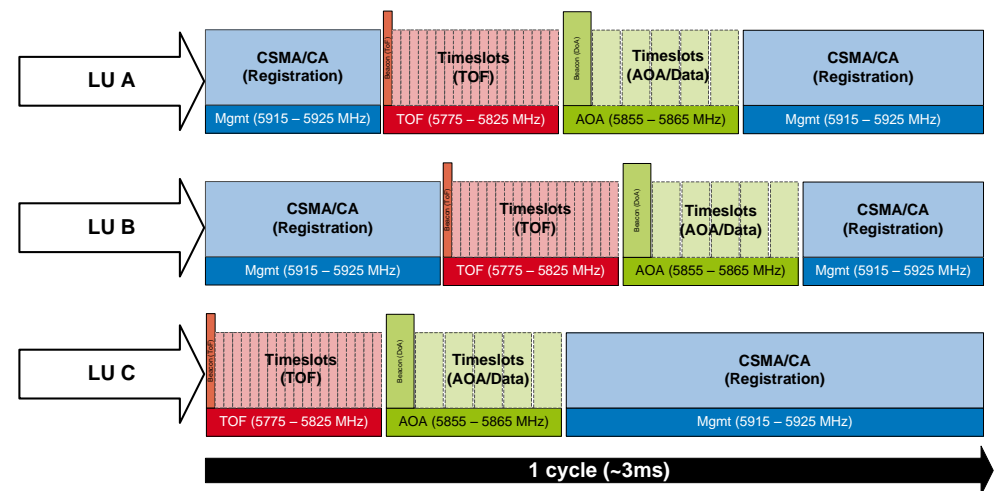 LU A
CSMA/CA
(Registration)
Mgmt (5915 – 5925 MHz)
Beacon (ToF)
Timeslots
(TOF)
TOF (5775 – 5825 MHz)
Beacon (DoA)
Timeslots
(AOA/Data)
AOA (5855 – 5865 MHz)
CSMA/CA
(Registration)
Mgmt (5915 – 5925 MHz)
LU B
CSMA/CA
(Registration)
Mgmt (5915 – 5925 MHz)
Beacon (ToF)
Timeslots
(TOF)
TOF (5775 – 5825 MHz)
Beacon (DoA)
Timeslots
(AOA/Data)
AOA (5855 – 5865 MHz)
CSMA/CA
(Registration)
Mgmt (5915 – 5925 MHz)
LU C
Beacon (ToF)
Timeslots
(TOF)
TOF (5775 – 5825 MHz)
Beacon (DoA)
Timeslots
(AOA/Data)
AOA (5855 – 5865 MHz)
CSMA/CA
(Registration)
Mgmt (5915 – 5925 MHz)
1 cycle (~3ms)